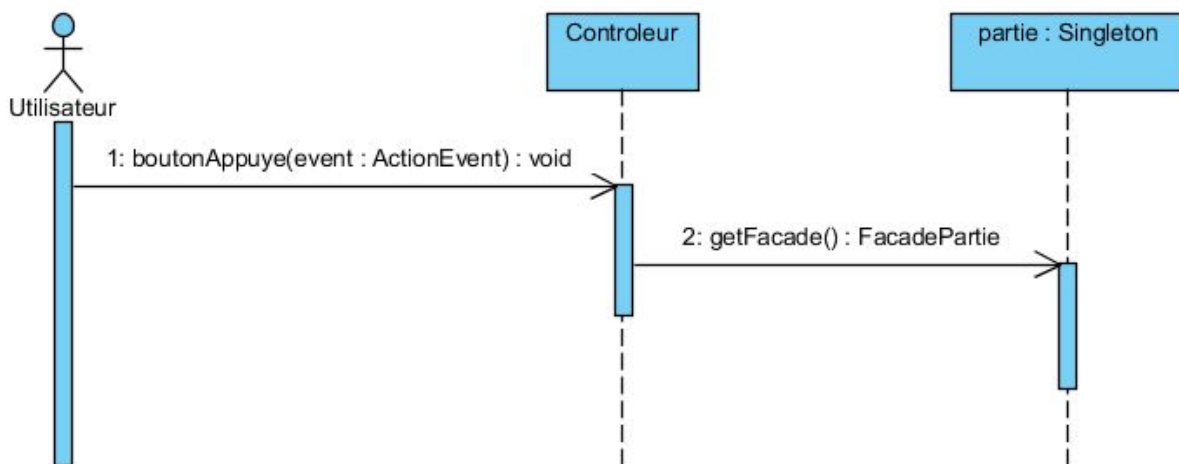 Controleur
partie : Singleton
Utilisateur
1: boutonAppuye(event : ActionEvent) : void
2: getFacade() : FacadePartie